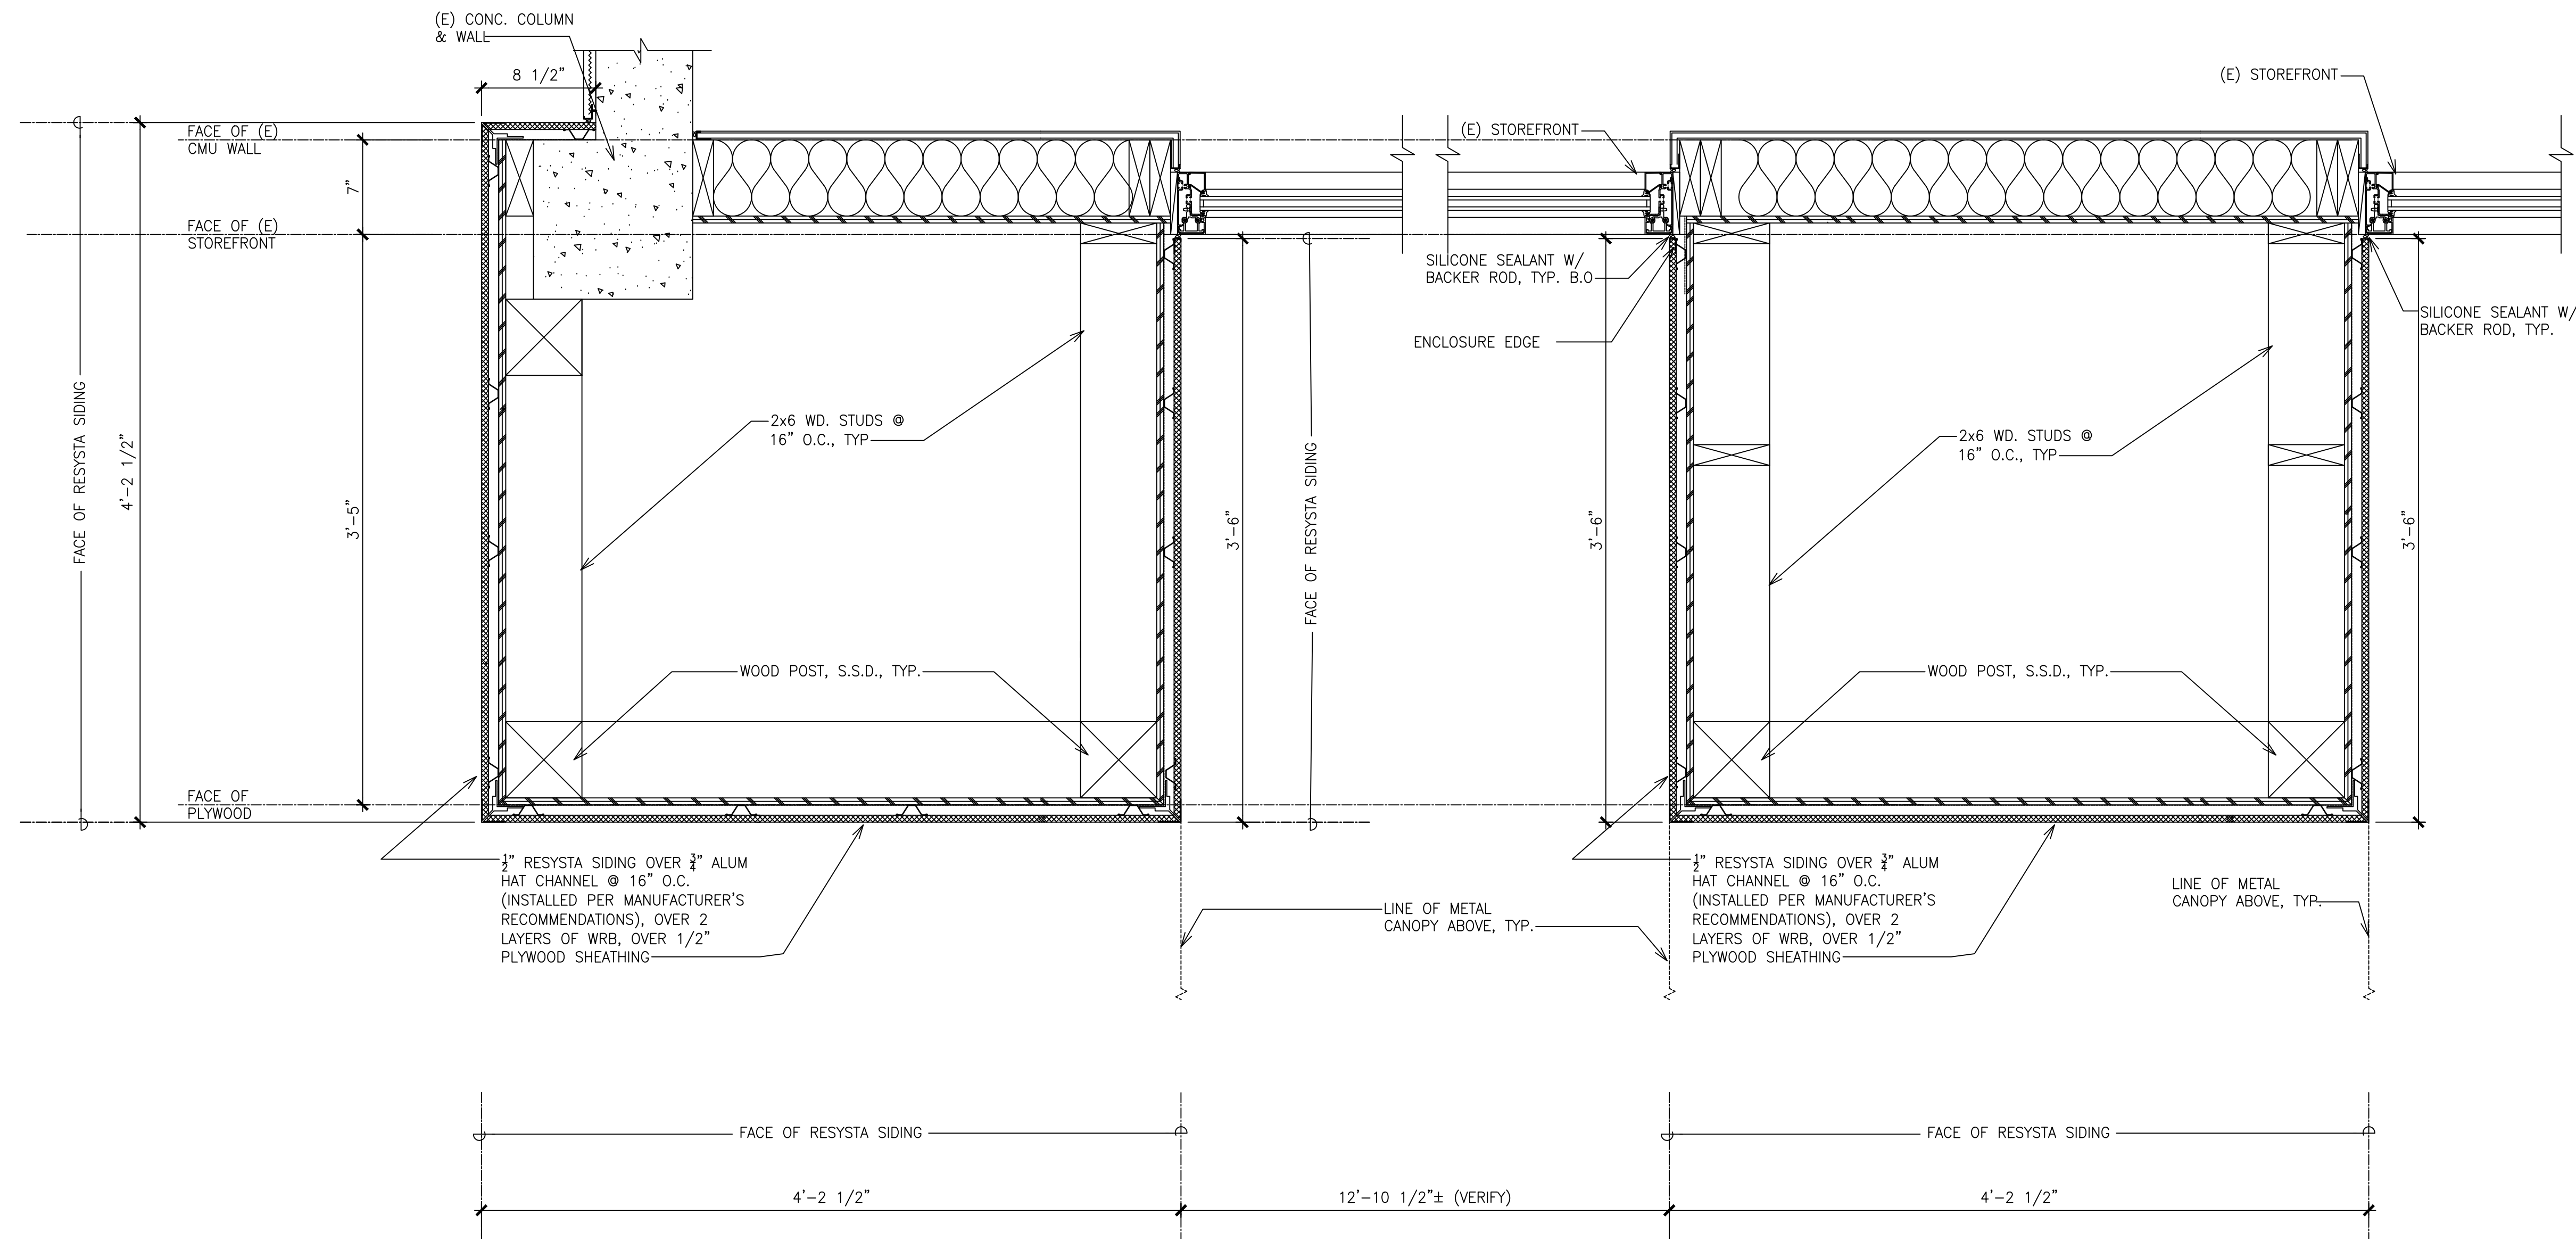 (E) CONC. COLUMN
& WALL
8 1/2”
(E) STOREFRONT
FACE OF (E)
CMU WALL
(E) STOREFRONT
7”
FACE OF (E)
STOREFRONT
SILICONE SEALANT W/
BACKER ROD, TYP. B.O
SILICONE SEALANT W/
BACKER ROD, TYP.
ENCLOSURE EDGE
FACE OF RESYSTA SIDING
4’-2 1/2”
3’-5”
2x6 WD. STUDS @
16” O.C., TYP
3’-6”
FACE OF RESYSTA SIDING
3’-6”
2x6 WD. STUDS @
16” O.C., TYP
3’-6”
WOOD POST, S.S.D., TYP.
WOOD POST, S.S.D., TYP.
FACE OF
PLYWOOD
½” RESYSTA SIDING OVER ¾” ALUM
HAT CHANNEL @ 16” O.C.
(INSTALLED PER MANUFACTURER’S
RECOMMENDATIONS), OVER 2
LAYERS OF WRB, OVER 1/2”
PLYWOOD SHEATHING
LINE OF METAL
CANOPY ABOVE, TYP.
½” RESYSTA SIDING OVER ¾” ALUM
HAT CHANNEL @ 16” O.C.
(INSTALLED PER MANUFACTURER’S
RECOMMENDATIONS), OVER 2
LAYERS OF WRB, OVER 1/2”
PLYWOOD SHEATHING
LINE OF METAL
CANOPY ABOVE, TYP.
FACE OF RESYSTA SIDING
FACE OF RESYSTA SIDING
4’-2 1/2”
12’-10 1/2”± (VERIFY)
4’-2 1/2”